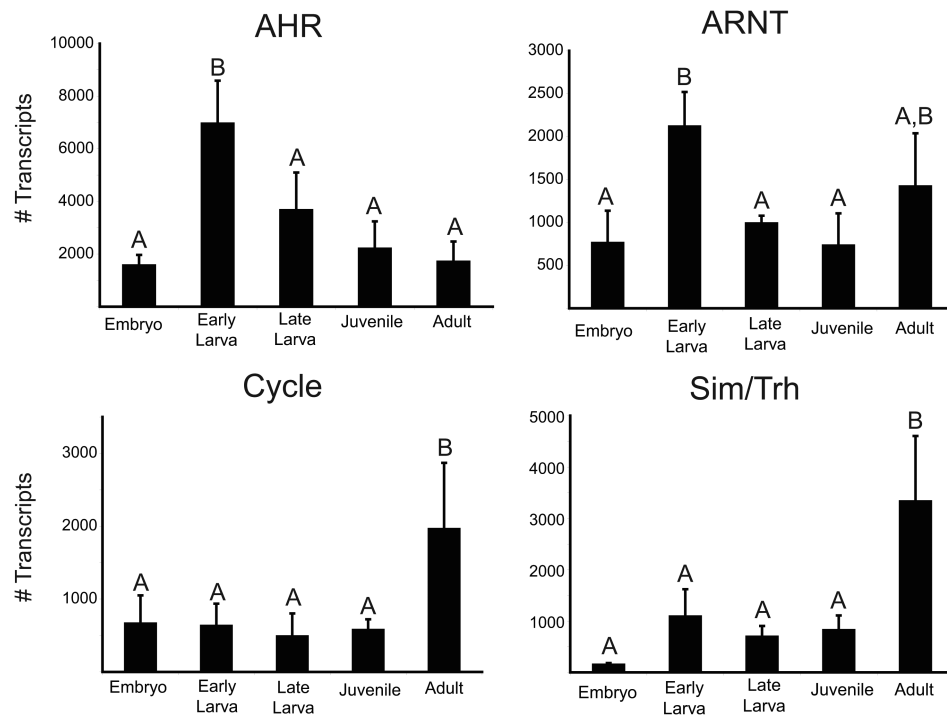 AHR
10000
8000
6000
4000
2000
# Transcripts
A
B
A
A
A
Embryo
Early
Larva
Late
Larva
Juvenile
Adult
ARNT
3000
2500
2000
1500
1000
500
A
B
A
A
A,B
Embryo
Early
Larva
Late
Larva
Juvenile
Adult
Cycle
3000
2000
1000
# Transcripts
A
A
A
A
B
Embryo
Early
Larva
Late
Larva
Juvenile
Adult
Sim/Trh
5000
4000
3000
2000
1000
A
A
A
A
B
Embryo
Early
Larva
Late
Larva
Juvenile
Adult